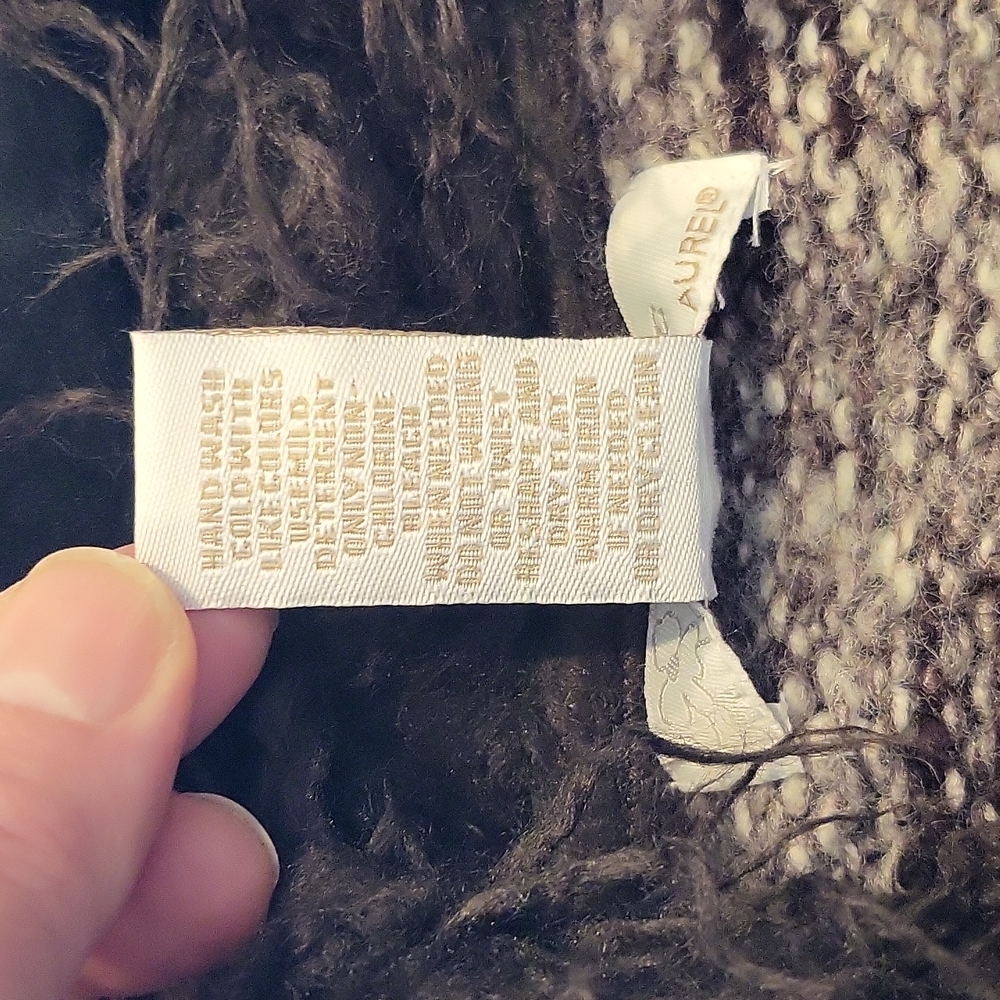 AUREL®
HAND WASH
COLD WITH
LIKE COLORS
USE MILD
DETERGENT
ONLY NON-
CHLORINE
BLEACH
WHEN NEEDED
DO NOT WRING
OR TWIST
RESHAPE AND
DRY FLAT
WARM IRON
IF NEEDED
OR DRY CLEAN